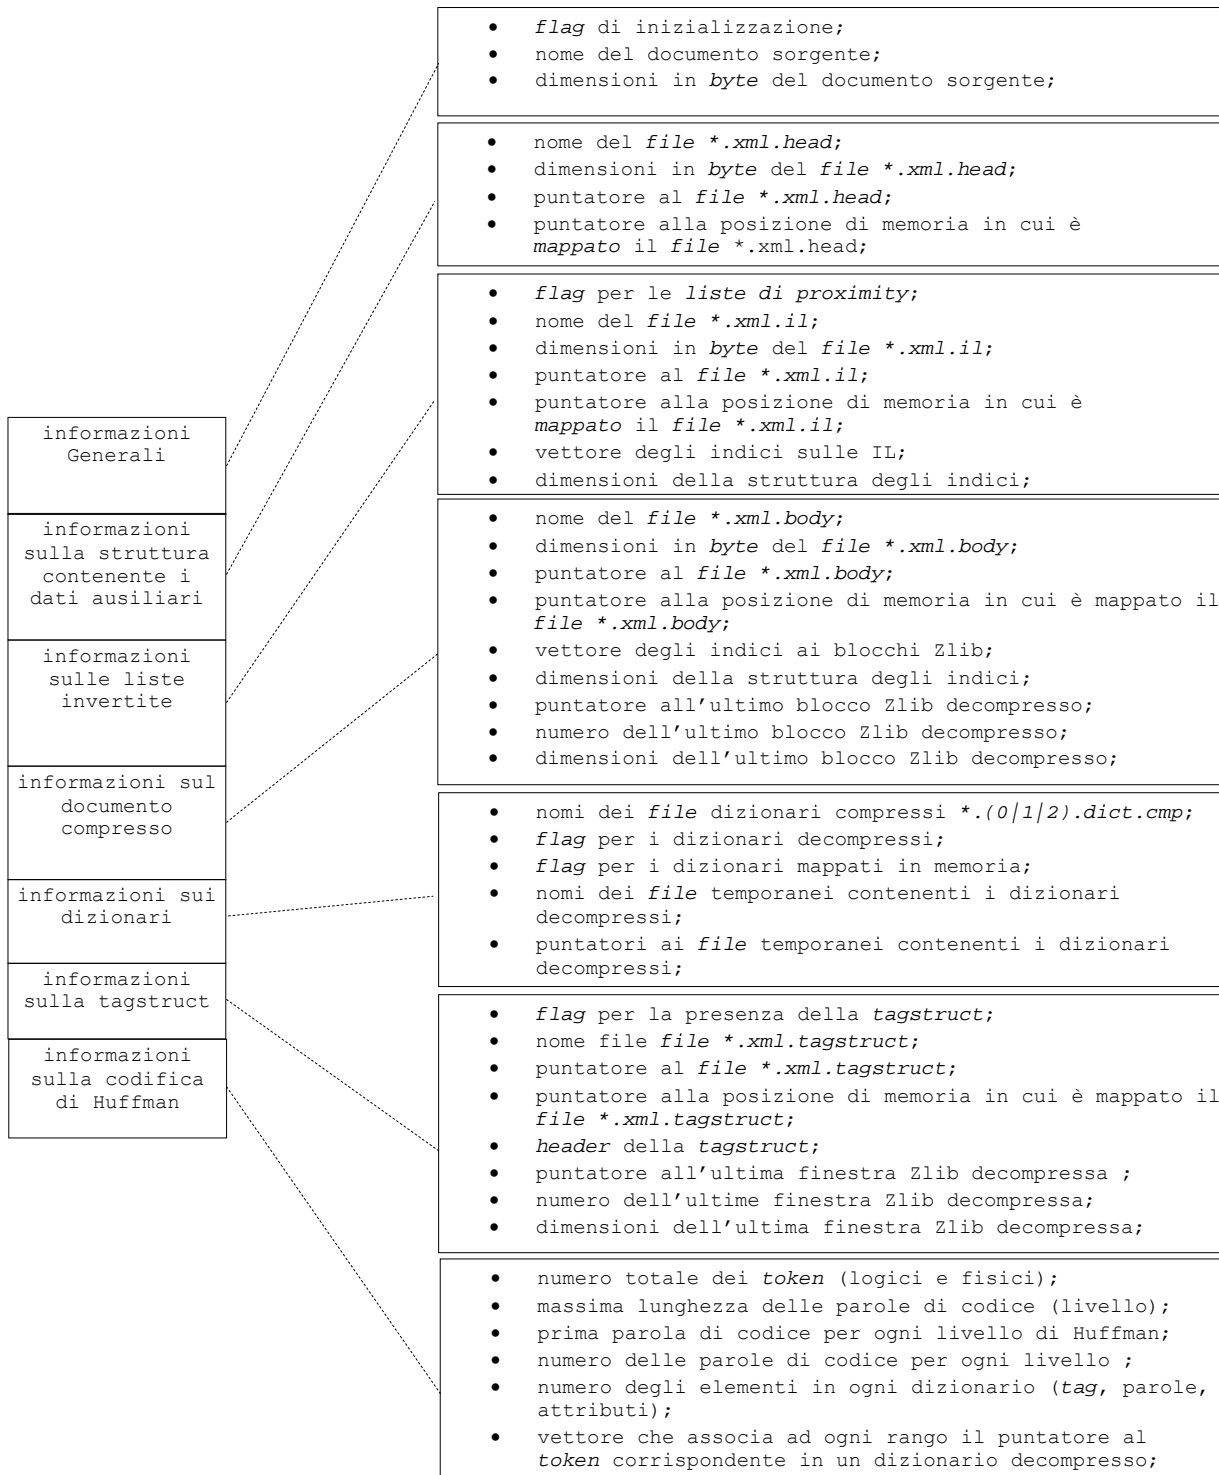 • flag di inizializzazione;
• nome del documento sorgente;
• dimensioni in byte del documento sorgente;
• nome del file *.xml.head;
• dimensioni in byte del file *.xml.head;
• puntatore al file *.xml.head;
• puntatore alla posizione di memoria in cui è
mappato il file *.xml.head;
• flag per le liste di proximity;
• nome del file *.xml.il;
• dimensioni in byte del file *.xml.il;
• puntatore al file *.xml.il;
• puntatore alla posizione di memoria in cui è
mappato il file *.xml.il;
• vettore degli indici sulle IL;
• dimensioni della struttura degli indici;
informazioni
Generali
informazioni
sulla struttura
contenente i
dati ausiliari
informazioni
sulle liste
invertite
informazioni sul
documento
compresso
informazioni sui
dizionari
informazioni
sulla tagstruct
informazioni
sulla codifica
di Huffman
• nome del file *.xml.body;
• dimensioni in byte del file *.xml.body;
• puntatore al file *.xml.body;
• puntatore alla posizione di memoria in cui è mappato il
file *.xml.body;
• vettore degli indici ai blocchi Zlib;
• dimensioni della struttura degli indici;
• puntatore all’ultimo blocco Zlib decompresso;
• numero dell’ultimo blocco Zlib decompresso;
• dimensioni dell’ultimo blocco Zlib decompresso;
• nomi dei file dizionari compressi *.(0|1|2).dict.cmp;
• flag per i dizionari decompressi;
• flag per i dizionari mappati in memoria;
• nomi dei file temporanei contenenti i dizionari
decompressi;
• puntatori ai file temporanei contenenti i dizionari
decompressi;
• flag per la presenza della tagstruct;
• nome file file *.xml.tagstruct;
• puntatore al file *.xml.tagstruct;
• puntatore alla posizione di memoria in cui è mappato il
file *.xml.tagstruct;
• header della tagstruct;
• puntatore all’ultima finestra Zlib decompressa ;
• numero dell’ultime finestra Zlib decompressa;
• dimensioni dell’ultima finestra Zlib decompressa;
• numero totale dei token (logici e fisici);
• massima lunghezza delle parole di codice (livello);
• prima parola di codice per ogni livello di Huffman;
• numero delle parole di codice per ogni livello ;
• numero degli elementi in ogni dizionario (tag, parole,
attributi);
• vettore che associa ad ogni rango il puntatore al
token corrispondente in un dizionario decompresso;